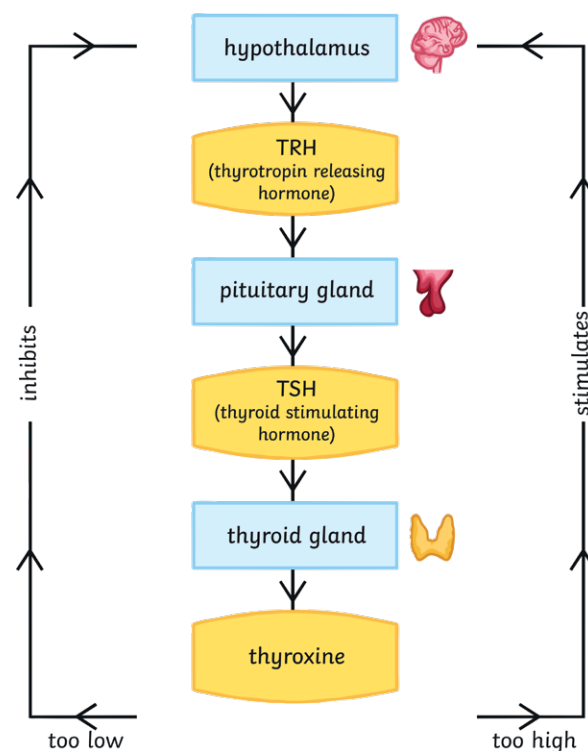 hypothalamus
TRH
(thyrotropin releasing
hormone)
pituitary gland
inhibits
stimulates
TSH
(thyroid stimulating
hormone)
thyroid gland
thyroxine
too low
too high